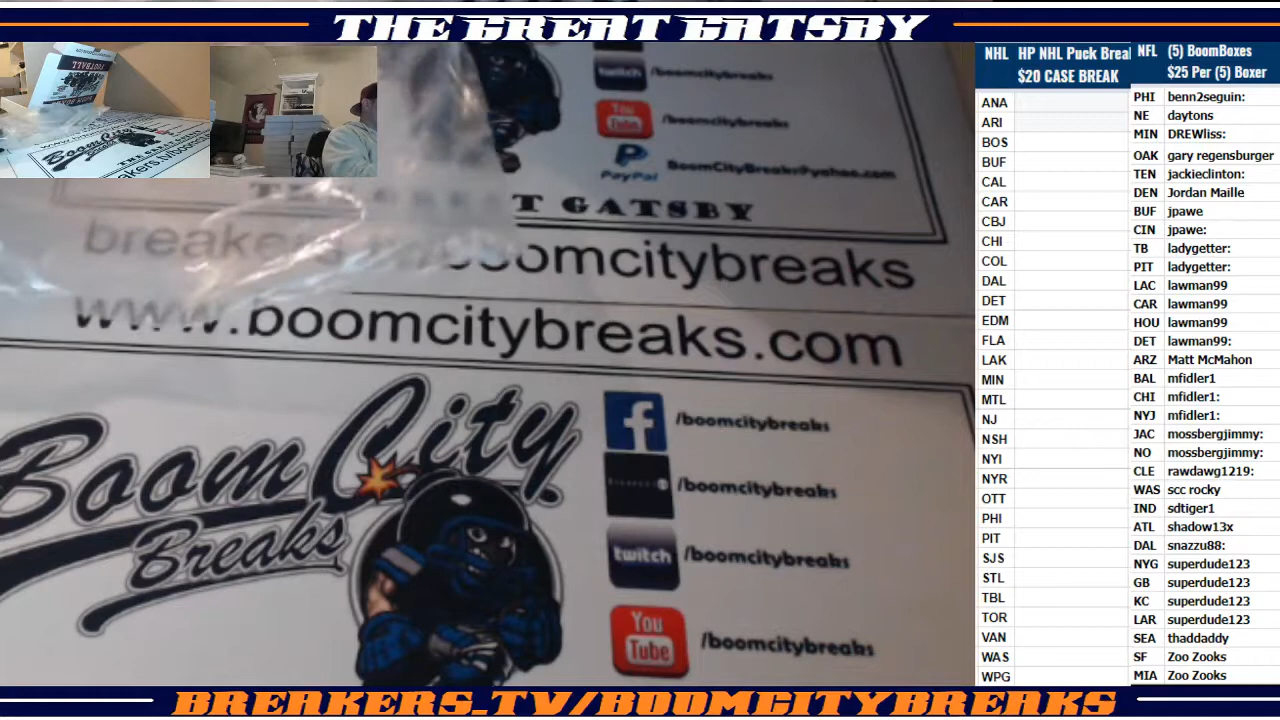 THE GREAT GATSBY
FOOTBALL
Boom City
/boomcitybreaks
/boomcitybreaks
PayPal BoomCityBreaks@yahoo.com
T GATSBY
breake
oomcitybreaks
www.boomcitybreaks.com
Boom City
Breaks
/boomcitybreaks
/boomcitybreaks
twitch /boomcitybreaks
You Tube /boomcitybreaks
NHL HP NHL Puck Break
$20 CASE BREAK
ANA
ARI
BOS
BUF
CAL
CAR
CBJ
CHI
COL
DAL
DET
EDM
FLA
LAK
MIN
MTL
NJ
NSH
NYI
NYR
OTT
PHI
PIT
SJS
STL
TBL
TOR
VAN
WAS
WPG
NFL (5) BoomBoxes
$25 Per (5) Boxer
PHI benn2seguin:
NE daytons
MIN DREWliss:
OAK gary regensburger
TEN jackieclinton:
DEN Jordan Maille
BUF jpawe
CIN jpawe:
TB ladygetter:
PIT ladygetter:
LAC lawman99
CAR lawman99
HOU lawman99
DET lawman99:
ARZ Matt McMahon
BAL mfidler1
CHI mfidler1:
NYJ mfidler1:
JAC mossbergjimmy:
NO mossbergjimmy:
CLE rawdawg1219:
WAS scc rocky
IND sdtiger1
ATL shadow13x
DAL snazzu88:
NYG superdude123
GB superdude123
KC superdude123
LAR superdude123
SEA thaddaddy
SF Zoo Zooks
MIA Zoo Zooks
BREAKERS.TV/BOOMCITYBREAKS